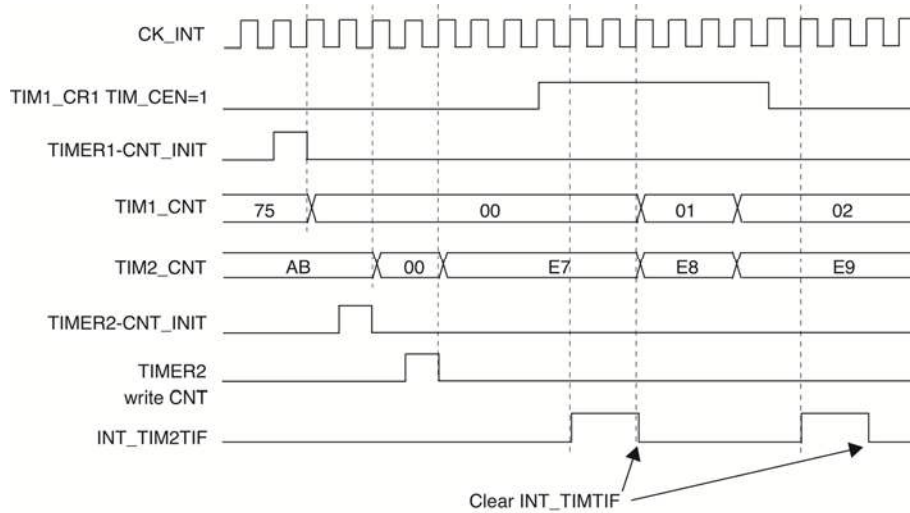 CK_INT
TIM1_CR1 TIM_CEN=1
TIMER1-CNT_INIT
TIM1_CNT 75 00 01 02
TIM2_CNT AB 00 E7 E8 E9
TIMER2-CNT_INIT
TIMER2
write CNT
INT_TIM2TIF
Clear INT_TIMTIF